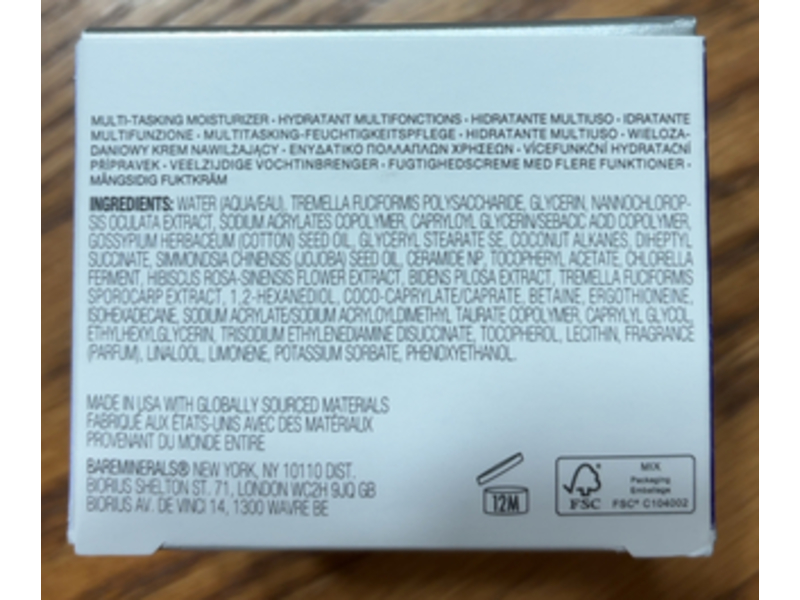 MULTI-TASKING MOISTURIZER - HYDRATANT MULTIFONCTIONS - HIDRATANTE MULTIUSO - IDRATANTE
MULTIFUNZIONE - MULTITASKING-FEUCHTIGKEITSPFLEGE - HIDRATANTE MULTIUSO - WIELOZA-
DANIOWY KREM NAWILŻAJĄCY - ΕΝΥΔΑΤΙΚΟ ΠΟΛΛΑΠΛΩΝ ΧΡΗΣΕΩΝ - VÍCEFUNKČNÍ HYDRATAČNÍ
PŘÍPRAVEK - VEELZIJDIGE VOCHTINBRENGER - FUGTIGHEDSCREME MED FLERE FUNKTIONER -
MÅNGSIDIG FUKTKRÄM
INGREDIENTS: WATER (AQUA/EAU), TREMELLA FUCIFORMIS POLYSACCHARIDE, GLYCERIN, NANNOCHLOROP-
SIS OCULATA EXTRACT, SODIUM ACRYLATES COPOLYMER, CAPRYLOYL GLYCERIN/SEBACIC ACID COPOLYMER,
GOSSYPIUM HERBACEUM (COTTON) SEED OIL, GLYCERYL STEARATE SE, COCONUT ALKANES, DIHEPTYL
SUCCINATE, SIMMONDSIA CHINENSIS (JOJOBA) SEED OIL, CERAMIDE NP, TOCOPHERYL ACETATE, CHLORELLA
FERMENT, HIBISCUS ROSA-SINENSIS FLOWER EXTRACT, BIDENS PILOSA EXTRACT, TREMELLA FUCIFORMIS
SPOROCARP EXTRACT, 1,2-HEXANEDIOL, COCO-CAPRYLATE/CAPRATE, BETAINE, ERGOTHIONEINE,
ISOHEXADECANE, SODIUM ACRYLATE/SODIUM ACRYLOYLDIMETHYL TAURATE COPOLYMER, CAPRYLYL GLYCOL,
ETHYLHEXYLGLYCERIN, TRISODIUM ETHYLENEDIAMINE DISUCCINATE, TOCOPHEROL, LECITHIN, FRAGRANCE
(PARFUM), LINALOOL, LIMONENE, POTASSIUM SORBATE, PHENOXYETHANOL.
MADE IN USA WITH GLOBALLY SOURCED MATERIALS
FABRIQUÉ AUX ÉTATS-UNIS AVEC DES MATÉRIAUX
PROVENANT DU MONDE ENTIER
BAREMINERALS® NEW YORK, NY 10110 DIST.
BIORIUS SHELTON ST. 71, LONDON WC2H 9JQ GB
BIORIUS AV. DE VINCI 14, 1300 WAVRE BE
12M
FSC
MIX
Packaging
Emballage
FSC® C104002